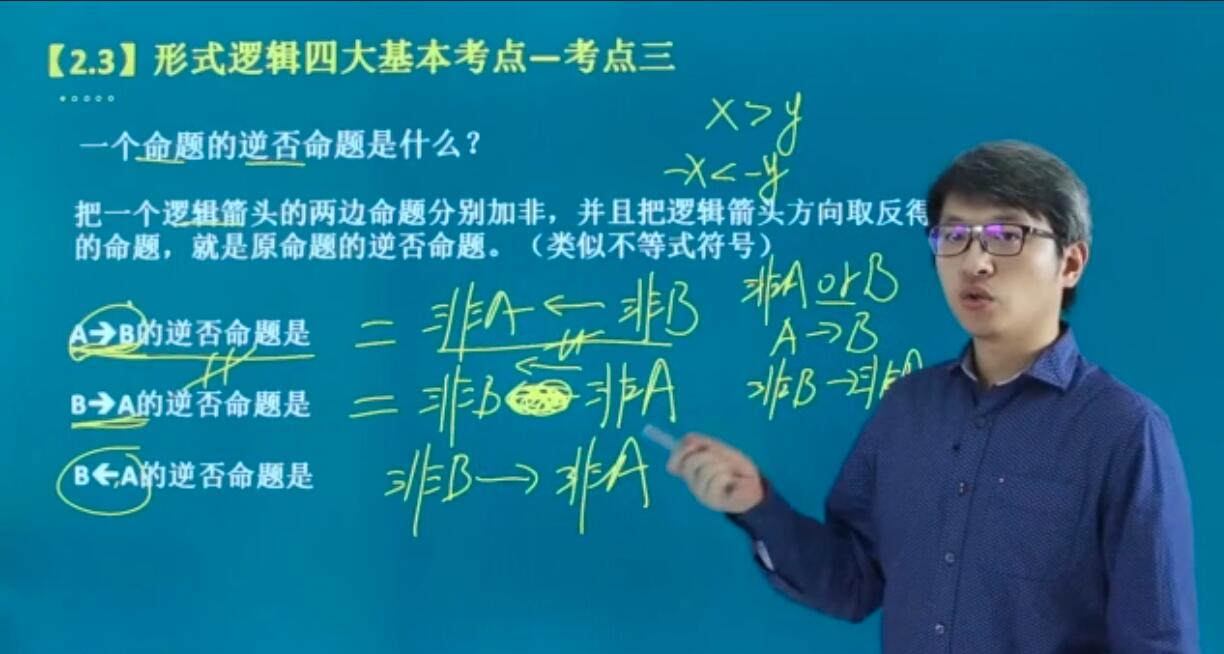 【2.3】形式逻辑四大基本考点—考点三
一个命题的逆否命题是什么？
x > y
-x < -y
把一个逻辑箭头的两边命题分别加非，并且把逻辑箭头方向取反得
的命题，就是原命题的逆否命题。（类似不等式符号）
非A or B
A → B
非B → 非A
A→B的逆否命题是 = 非A ← 非B
B→A的逆否命题是 = 非B ← 非A
B←A的逆否命题是 非B → 非A